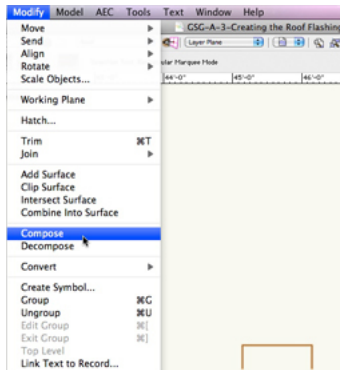 Modify Model AEC Tools Text Window Help
Move
Send
Align
Rotate
Scale Objects...
Working Plane
Hatch...
Trim ⌘T
Join
Add Surface
Clip Surface
Intersect Surface
Combine Into Surface
Compose
Decompose
Convert
Create Symbol...
Group ⌘G
Ungroup ⌘U
Edit Group ⌘[
Exit Group ⌘]
Top Level
Link Text to Record...
GSG-A-3-Creating the Roof Flashing
Layer Plane
ular Marquee Mode
44'-0" 45'-0" 46'-0"